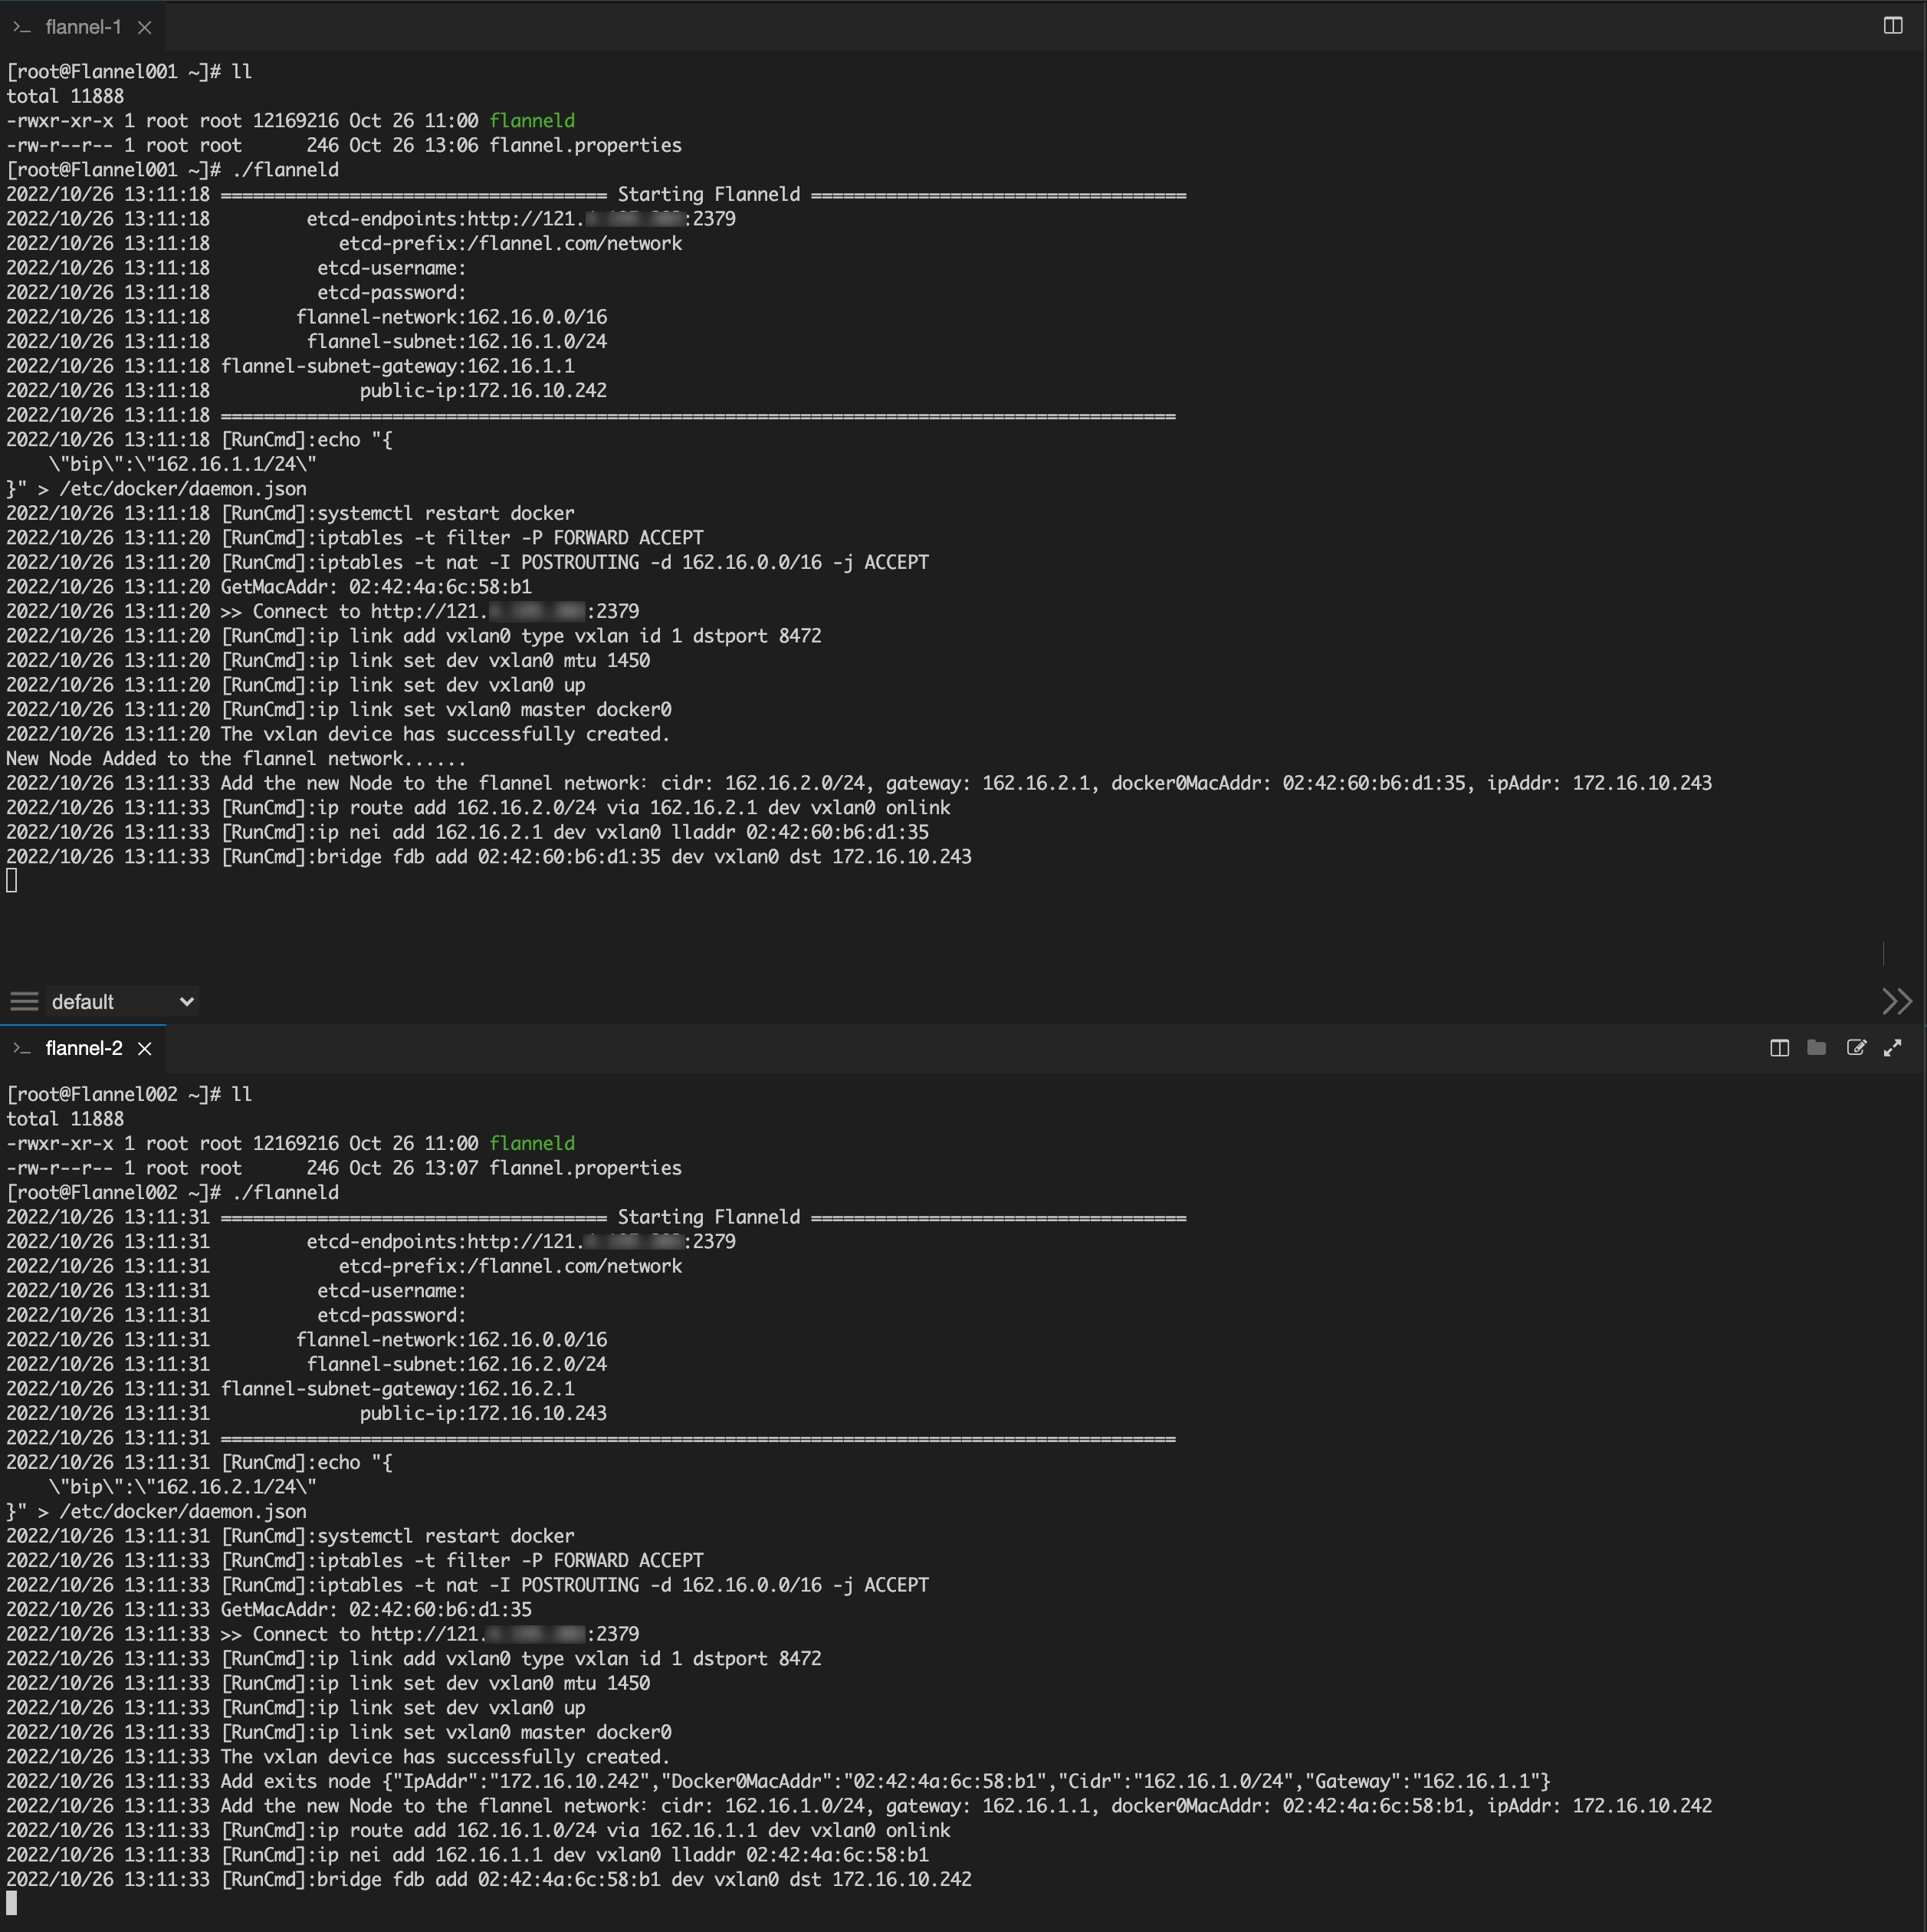 flannel-1
[root@Flannel001 ~]# ll
total 11888
-rwxr-xr-x 1 root root 12169216 Oct 26 11:00 flanneld
-rw-r--r-- 1 root root      246 Oct 26 13:06 flannel.properties
[root@Flannel001 ~]# ./flanneld
2022/10/26 13:11:18 ==================================== Starting Flanneld ===================================
2022/10/26 13:11:18         etcd-endpoints:http://121.:2379
2022/10/26 13:11:18            etcd-prefix:/flannel.com/network
2022/10/26 13:11:18          etcd-username:
2022/10/26 13:11:18          etcd-password:
2022/10/26 13:11:18        flannel-network:162.16.0.0/16
2022/10/26 13:11:18         flannel-subnet:162.16.1.0/24
2022/10/26 13:11:18 flannel-subnet-gateway:162.16.1.1
2022/10/26 13:11:18              public-ip:172.16.10.242
2022/10/26 13:11:18 =========================================================================================
2022/10/26 13:11:18 [RunCmd]:echo "{
    \"bip\":\"162.16.1.1/24\"
}" > /etc/docker/daemon.json
2022/10/26 13:11:18 [RunCmd]:systemctl restart docker
2022/10/26 13:11:20 [RunCmd]:iptables -t filter -P FORWARD ACCEPT
2022/10/26 13:11:20 [RunCmd]:iptables -t nat -I POSTROUTING -d 162.16.0.0/16 -j ACCEPT
2022/10/26 13:11:20 GetMacAddr: 02:42:4a:6c:58:b1
2022/10/26 13:11:20 >> Connect to http://121.:2379
2022/10/26 13:11:20 [RunCmd]:ip link add vxlan0 type vxlan id 1 dstport 8472
2022/10/26 13:11:20 [RunCmd]:ip link set dev vxlan0 mtu 1450
2022/10/26 13:11:20 [RunCmd]:ip link set dev vxlan0 up
2022/10/26 13:11:20 [RunCmd]:ip link set vxlan0 master docker0
2022/10/26 13:11:20 The vxlan device has successfully created.
New Node Added to the flannel network......
2022/10/26 13:11:33 Add the new Node to the flannel network: cidr: 162.16.2.0/24, gateway: 162.16.2.1, docker0MacAddr: 02:42:60:b6:d1:35, ipAddr: 172.16.10.243
2022/10/26 13:11:33 [RunCmd]:ip route add 162.16.2.0/24 via 162.16.2.1 dev vxlan0 onlink
2022/10/26 13:11:33 [RunCmd]:ip nei add 162.16.2.1 dev vxlan0 lladdr 02:42:60:b6:d1:35
2022/10/26 13:11:33 [RunCmd]:bridge fdb add 02:42:60:b6:d1:35 dev vxlan0 dst 172.16.10.243
default
flannel-2
[root@Flannel002 ~]# ll
total 11888
-rwxr-xr-x 1 root root 12169216 Oct 26 11:00 flanneld
-rw-r--r-- 1 root root      246 Oct 26 13:07 flannel.properties
[root@Flannel002 ~]# ./flanneld
2022/10/26 13:11:31 ==================================== Starting Flanneld ===================================
2022/10/26 13:11:31         etcd-endpoints:http://121.:2379
2022/10/26 13:11:31            etcd-prefix:/flannel.com/network
2022/10/26 13:11:31          etcd-username:
2022/10/26 13:11:31          etcd-password:
2022/10/26 13:11:31        flannel-network:162.16.0.0/16
2022/10/26 13:11:31         flannel-subnet:162.16.2.0/24
2022/10/26 13:11:31 flannel-subnet-gateway:162.16.2.1
2022/10/26 13:11:31              public-ip:172.16.10.243
2022/10/26 13:11:31 =========================================================================================
2022/10/26 13:11:31 [RunCmd]:echo "{
    \"bip\":\"162.16.2.1/24\"
}" > /etc/docker/daemon.json
2022/10/26 13:11:31 [RunCmd]:systemctl restart docker
2022/10/26 13:11:33 [RunCmd]:iptables -t filter -P FORWARD ACCEPT
2022/10/26 13:11:33 [RunCmd]:iptables -t nat -I POSTROUTING -d 162.16.0.0/16 -j ACCEPT
2022/10/26 13:11:33 GetMacAddr: 02:42:60:b6:d1:35
2022/10/26 13:11:33 >> Connect to http://121.:2379
2022/10/26 13:11:33 [RunCmd]:ip link add vxlan0 type vxlan id 1 dstport 8472
2022/10/26 13:11:33 [RunCmd]:ip link set dev vxlan0 mtu 1450
2022/10/26 13:11:33 [RunCmd]:ip link set dev vxlan0 up
2022/10/26 13:11:33 [RunCmd]:ip link set vxlan0 master docker0
2022/10/26 13:11:33 The vxlan device has successfully created.
2022/10/26 13:11:33 Add exits node {"IpAddr":"172.16.10.242","Docker0MacAddr":"02:42:4a:6c:58:b1","Cidr":"162.16.1.0/24","Gateway":"162.16.1.1"}
2022/10/26 13:11:33 Add the new Node to the flannel network: cidr: 162.16.1.0/24, gateway: 162.16.1.1, docker0MacAddr: 02:42:4a:6c:58:b1, ipAddr: 172.16.10.242
2022/10/26 13:11:33 [RunCmd]:ip route add 162.16.1.0/24 via 162.16.1.1 dev vxlan0 onlink
2022/10/26 13:11:33 [RunCmd]:ip nei add 162.16.1.1 dev vxlan0 lladdr 02:42:4a:6c:58:b1
2022/10/26 13:11:33 [RunCmd]:bridge fdb add 02:42:4a:6c:58:b1 dev vxlan0 dst 172.16.10.242